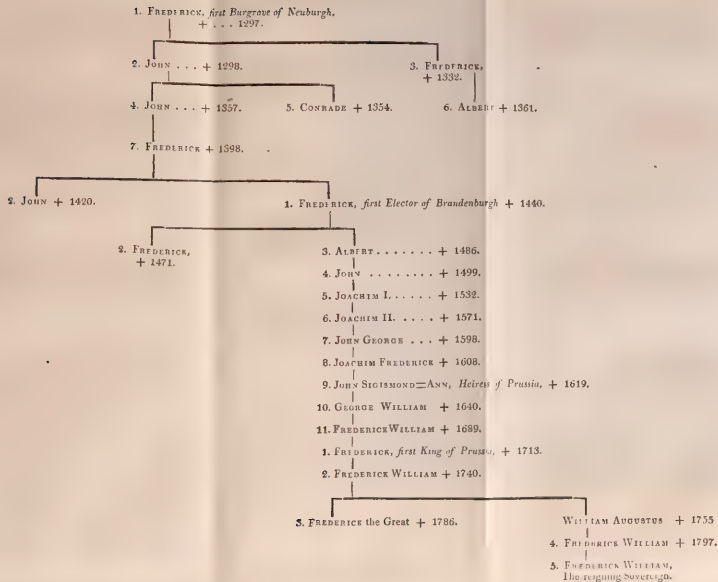 1. FREDERICK, first Burgrave of Neuburgh,
+ . . . 1297.
2. JOHN . . . + 1298.
3. FREDERICK,
+ 1332.
4. JOHN . . . + 1357.
5. CONRADE + 1354.
6. ALBERT + 1361.
7. FREDERICK + 1398.
2. JOHN + 1420.
1. FREDERICK, first Elector of Brandenburgh + 1440.
2. FREDERICK,
+ 1471.
3. ALBERT . . . . . . . + 1486.
4. JOHN . . . . . . . . + 1499.
5. JOACHIM I. . . . . . + 1532.
6. JOACHIM II. . . . . + 1571.
7. JOHN GEORGE . . . + 1598.
8. JOACHIM FREDERICK + 1608.
9. JOHN SIGISMOND=ANN, Heiress of Prussia, + 1619.
10. GEORGE WILLIAM + 1640.
11. FREDERICK WILLIAM + 1689.
1. FREDERICK, first King of Prussia, + 1713.
2. FREDERICK WILLIAM + 1740.
3. FREDERICK the Great + 1786.
WILLIAM AUGUSTUS + 1755
4. FREDERICK WILLIAM + 1797.
5. FREDERICK WILLIAM,
The reigning Sovereign.